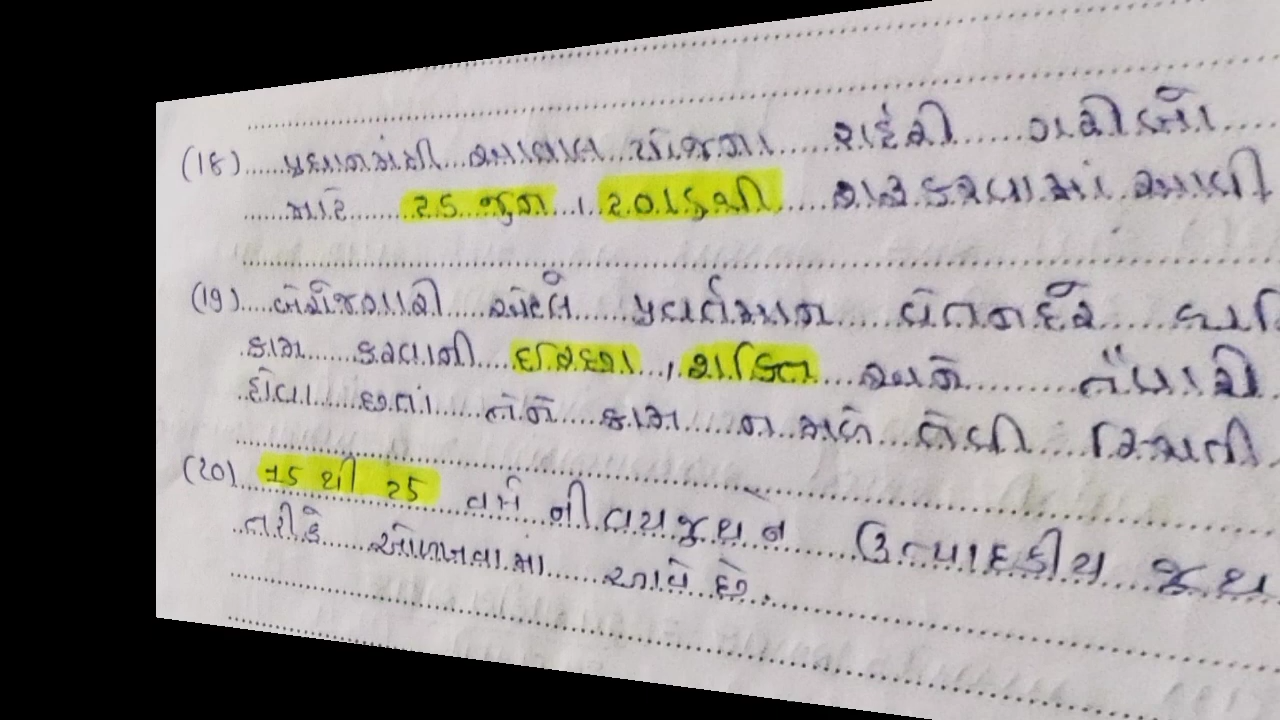 (18) પ્રધાનમંત્રી આવાસ યોજના શહેરી ગરીબો
માટે 25 જુન, 2015થી શરૂ કરવામાં આવી
(19) બેરોજગારી એટલે પ્રવર્તમાન વેતનદરે
કામ કરવાની ઈચ્છા, શક્તિ અને તૈયારી
હોવા છતાં તેને કામ ન મળે તેવી સ્થિતી
(20) 15 થી 25 વર્ષ ની વયજુથને ઉત્પાદકીય જુથ
તરીકે ઓળખવામા આવે છે.